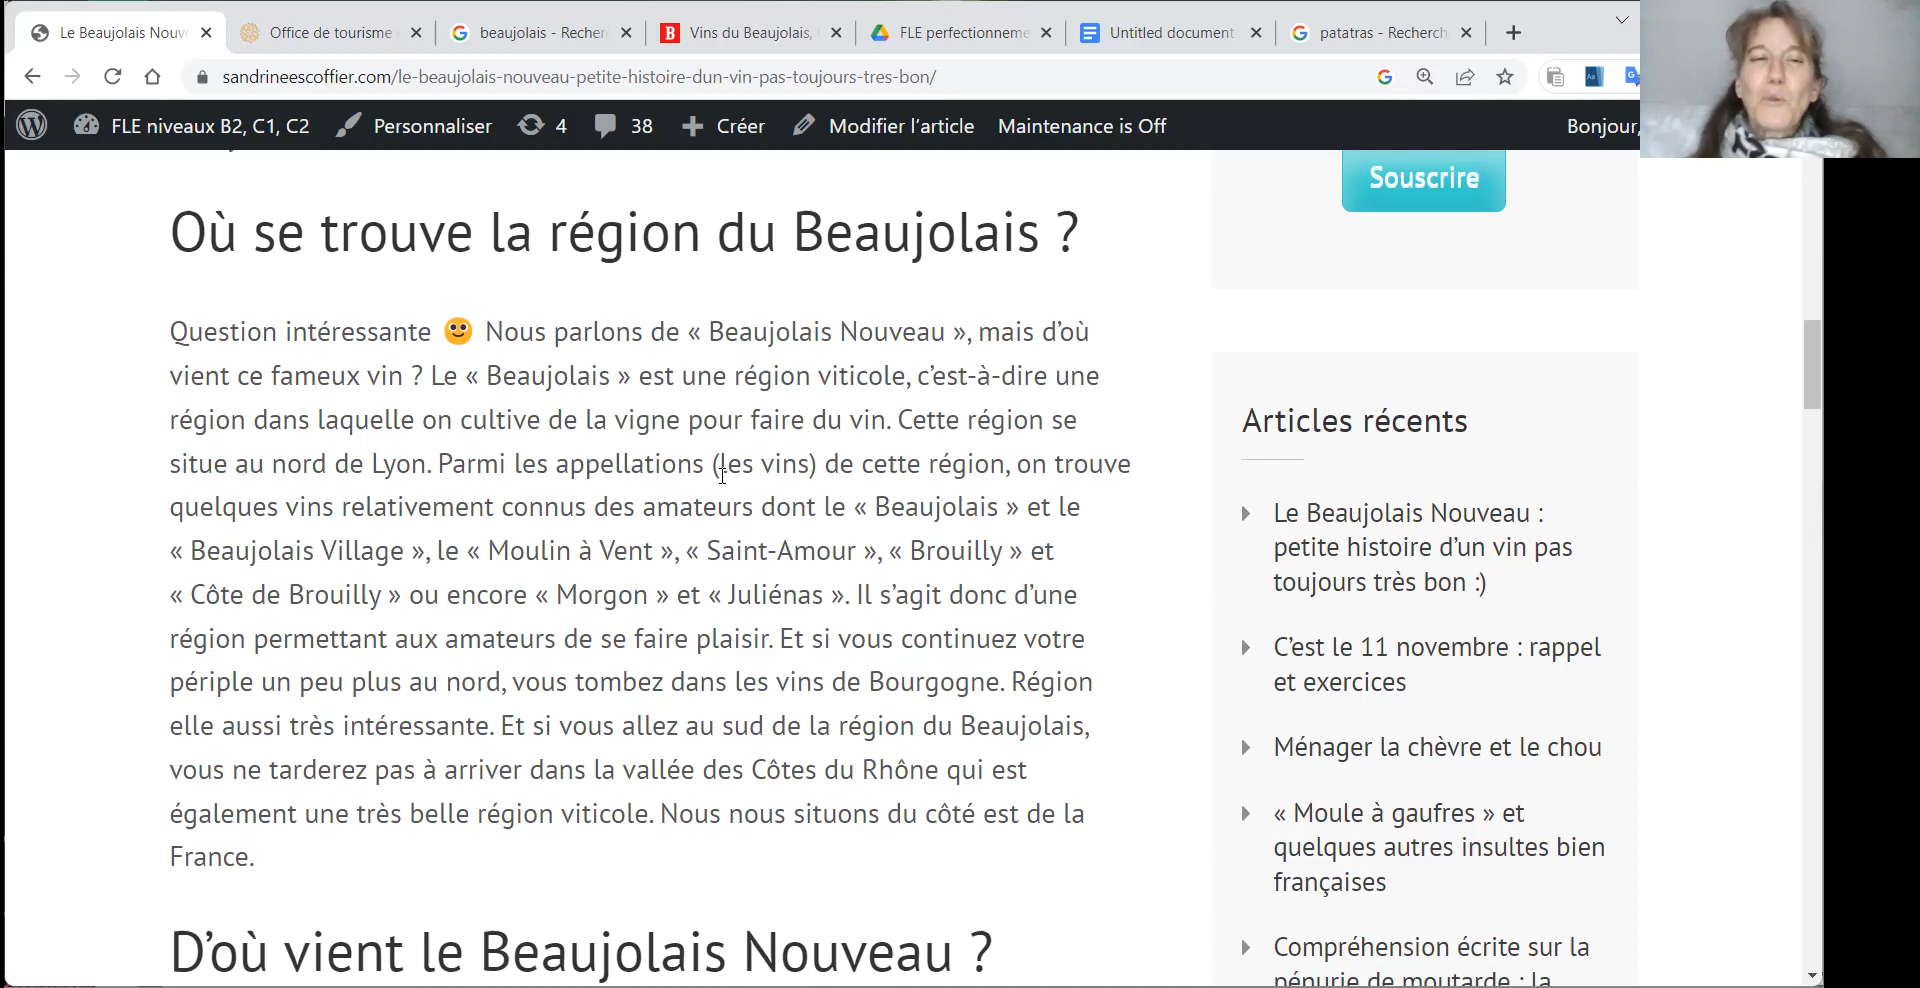 Le Beaujolais Nouv
Office de tourisme
beaujolais - Recher
B
Vins du Beaujolais,
FLE perfectionneme
Untitled document
patatras - Recherch
sandrineescoffier.com/le-beaujolais-nouveau-petite-histoire-dun-vin-pas-toujours-tres-bon/
FLE niveaux B2, C1, C2
Personnaliser
4
38
Créer
Modifier l'article
Maintenance is Off
Bonjour,
Souscrire
Où se trouve la région du Beaujolais ?
Question intéressante 🙂 Nous parlons de « Beaujolais Nouveau », mais d'où
vient ce fameux vin ? Le « Beaujolais » est une région viticole, c'est-à-dire une
région dans laquelle on cultive de la vigne pour faire du vin. Cette région se
situe au nord de Lyon. Parmi les appellations (les vins) de cette région, on trouve
quelques vins relativement connus des amateurs dont le « Beaujolais » et le
« Beaujolais Village », le « Moulin à Vent », « Saint-Amour », « Brouilly » et
« Côte de Brouilly » ou encore « Morgon » et « Juliénas ». Il s'agit donc d'une
région permettant aux amateurs de se faire plaisir. Et si vous continuez votre
périple un peu plus au nord, vous tombez dans les vins de Bourgogne. Région
elle aussi très intéressante. Et si vous allez au sud de la région du Beaujolais,
vous ne tarderez pas à arriver dans la vallée des Côtes du Rhône qui est
également une très belle région viticole. Nous nous situons du côté est de la
France.
D'où vient le Beaujolais Nouveau ?
Articles récents
Le Beaujolais Nouveau :
petite histoire d'un vin pas
toujours très bon :)
C'est le 11 novembre : rappel
et exercices
Ménager la chèvre et le chou
« Moule à gaufres » et
quelques autres insultes bien
françaises
Compréhension écrite sur la
pénurie de moutarde : la